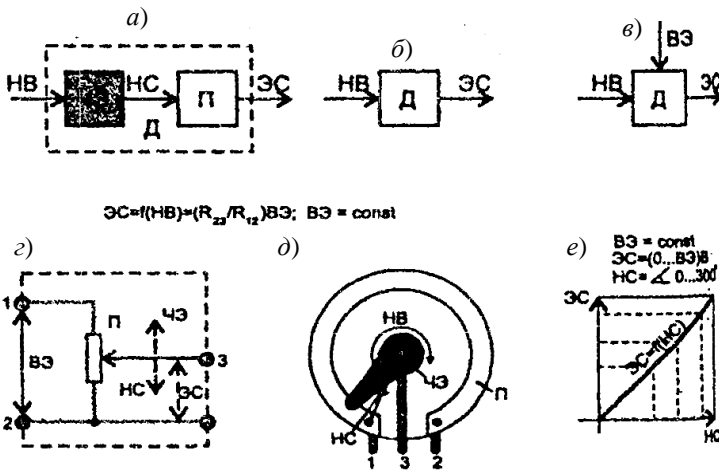 а)
б)
в)
НВ
НС
П
ЭС
Д
НВ
Д
ЭС
ВЭ
НВ
Д
ЭС
ЭС=f(НВ)=(R₂₃/R₁₂)ВЭ; ВЭ = const
г)
1
П
ЧЭ
ВЭ
3
НС
ЭС
2
д)
НВ
ЧЭ
П
НС
1 3 2
е)
ВЭ = const
ЭС=(0...ВЭ)В
НС=∡ 0...300°
ЭС
ЭС=f(НС)
НС